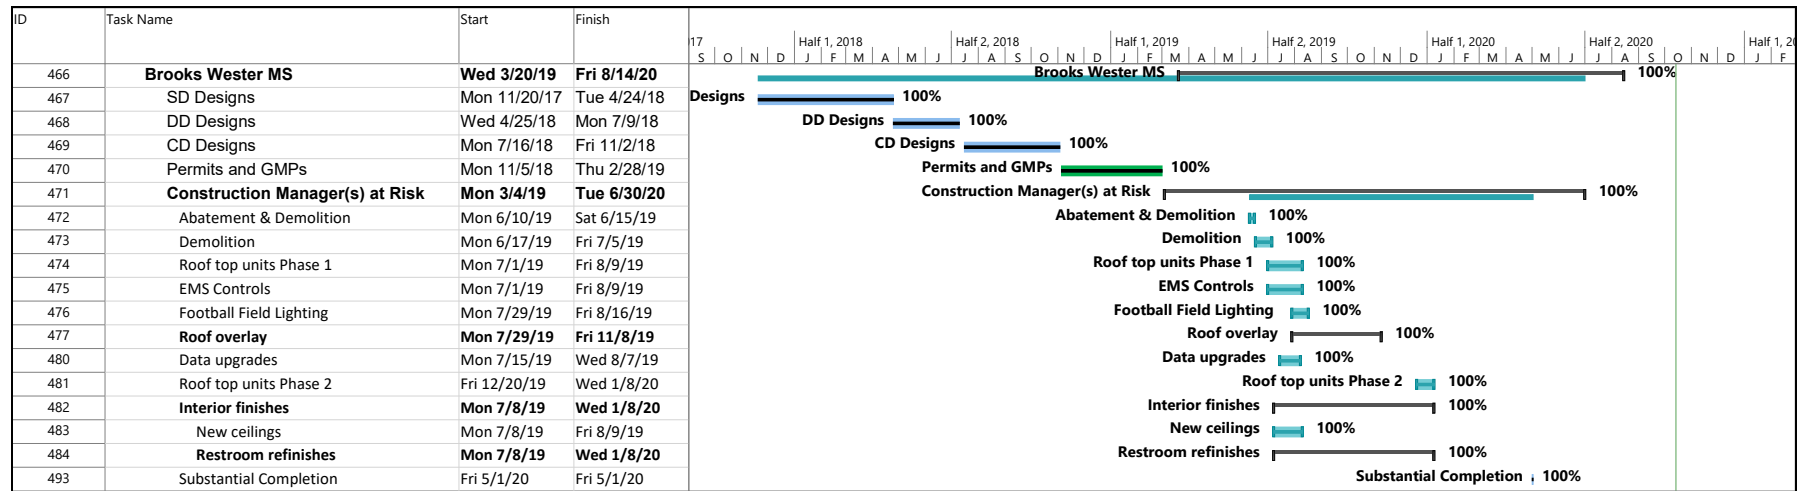 ID Task Name Start Finish
17 Half 1, 2018 Half 2, 2018 Half 1, 2019 Half 2, 2019 Half 1, 2020 Half 2, 2020 Half 1, 20
S O N D J F M A M J J A S O N D J F M A M J J A S O N D J F M A M J J A S O N D J F
466 Brooks Wester MS Wed 3/20/19 Fri 8/14/20 Brooks Wester MS 100%
467 SD Designs Mon 11/20/17 Tue 4/24/18 Designs 100%
468 DD Designs Wed 4/25/18 Mon 7/9/18 DD Designs 100%
469 CD Designs Mon 7/16/18 Fri 11/2/18 CD Designs 100%
470 Permits and GMPs Mon 11/5/18 Thu 2/28/19 Permits and GMPs 100%
471 Construction Manager(s) at Risk Mon 3/4/19 Tue 6/30/20 Construction Manager(s) at Risk 100%
472 Abatement & Demolition Mon 6/10/19 Sat 6/15/19 Abatement & Demolition 100%
473 Demolition Mon 6/17/19 Fri 7/5/19 Demolition 100%
474 Roof top units Phase 1 Mon 7/1/19 Fri 8/9/19 Roof top units Phase 1 100%
475 EMS Controls Mon 7/1/19 Fri 8/9/19 EMS Controls 100%
476 Football Field Lighting Mon 7/29/19 Fri 8/16/19 Football Field Lighting 100%
477 Roof overlay Mon 7/29/19 Fri 11/8/19 Roof overlay 100%
480 Data upgrades Mon 7/15/19 Wed 8/7/19 Data upgrades 100%
481 Roof top units Phase 2 Fri 12/20/19 Wed 1/8/20 Roof top units Phase 2 100%
482 Interior finishes Mon 7/8/19 Wed 1/8/20 Interior finishes 100%
483 New ceilings Mon 7/8/19 Fri 8/9/19 New ceilings 100%
484 Restroom refinishes Mon 7/8/19 Wed 1/8/20 Restroom refinishes 100%
493 Substantial Completion Fri 5/1/20 Fri 5/1/20 Substantial Completion 100%